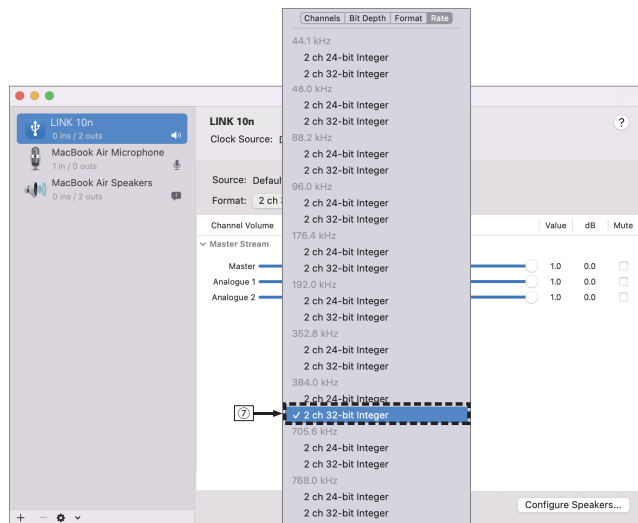 Channels Bit Depth Format Rate
44.1 kHz
2 ch 24-bit Integer
2 ch 32-bit Integer
48.0 kHz
2 ch 24-bit Integer
2 ch 32-bit Integer
88.2 kHz
2 ch 24-bit Integer
2 ch 32-bit Integer
96.0 kHz
2 ch 24-bit Integer
2 ch 32-bit Integer
176.4 kHz
2 ch 24-bit Integer
2 ch 32-bit Integer
192.0 kHz
2 ch 24-bit Integer
2 ch 32-bit Integer
352.8 kHz
2 ch 24-bit Integer
2 ch 32-bit Integer
384.0 kHz
2 ch 24-bit Integer
⑦
✓ 2 ch 32-bit Integer
705.6 kHz
2 ch 24-bit Integer
2 ch 32-bit Integer
768.0 kHz
2 ch 24-bit Integer
2 ch 32-bit Integer
LINK 10n
0 ins / 2 outs
MacBook Air Microphone
1 in / 0 outs
MacBook Air Speakers
0 ins / 2 outs
LINK 10n
?
Clock Source:
Source:
Format: 2 ch
Channel Volume Value dB Mute
Master Stream
Master 1.0 0.0
Analogue 1 1.0 0.0
Analogue 2 1.0 0.0
Configure Speakers...